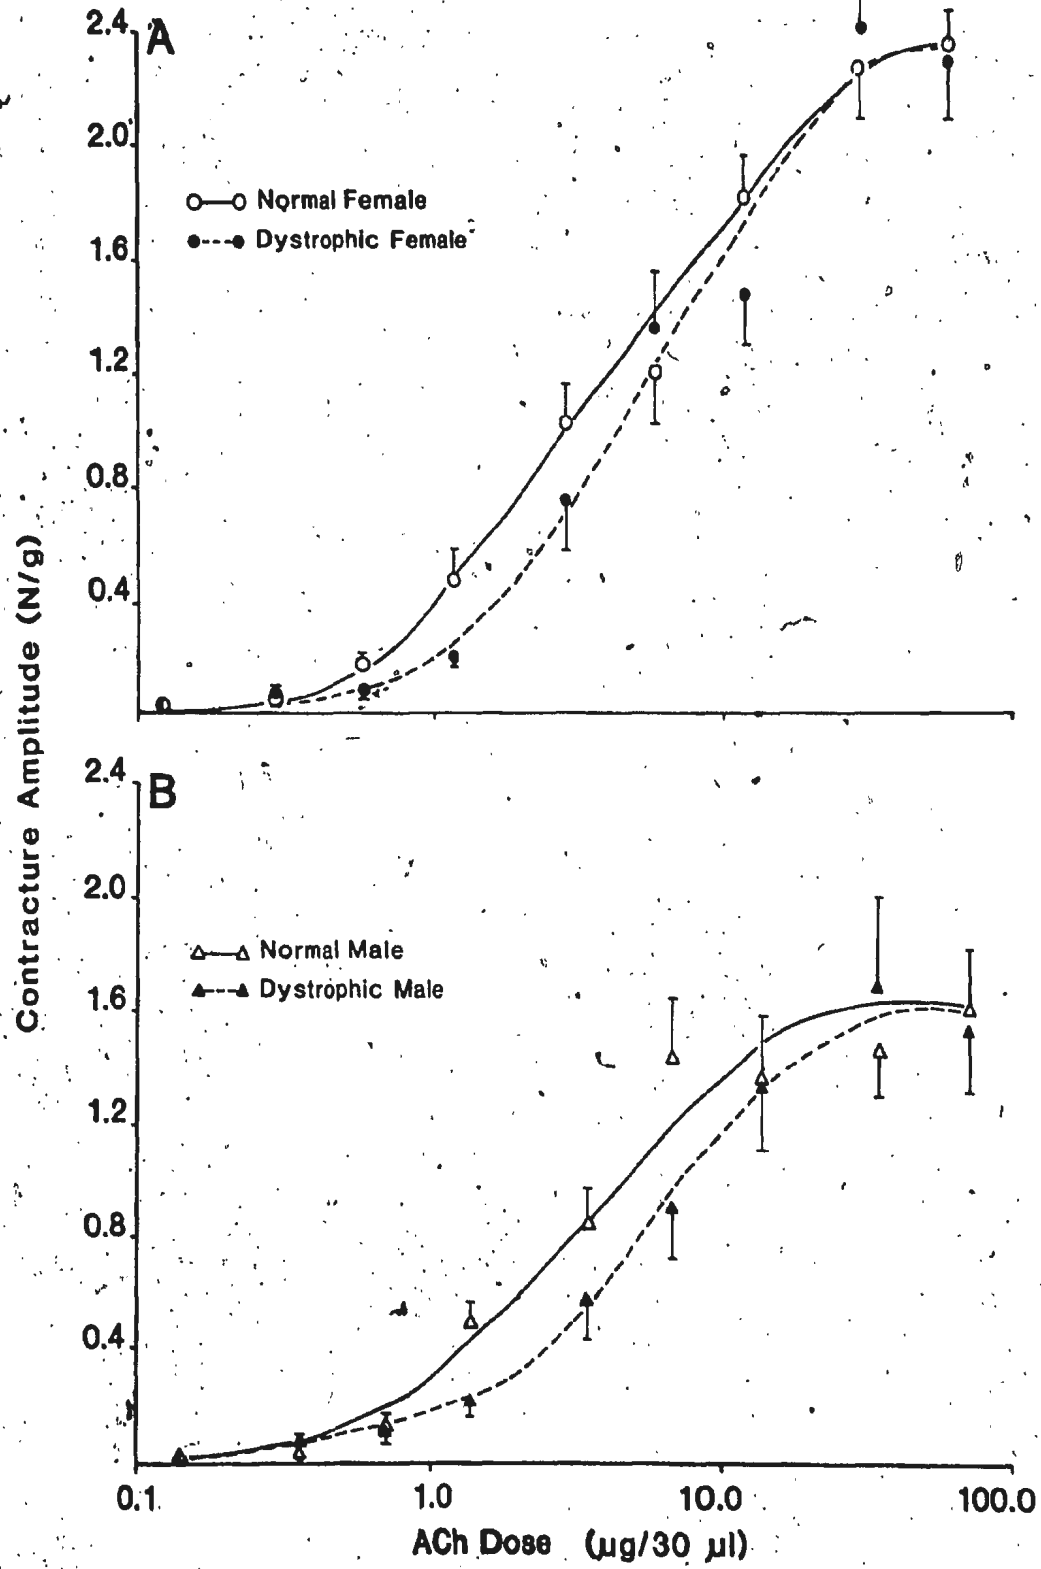 Contracture Amplitude (N/g)
A
2.4
2.0
1.6
1.2
0.8
0.4
Normal Female
Dystrophic Female
B
2.4
2.0
1.6
1.2
0.8
0.4
Normal Male
Dystrophic Male
0.1 1.0 10.0 100.0
ACh Dose (µg/30 µl)